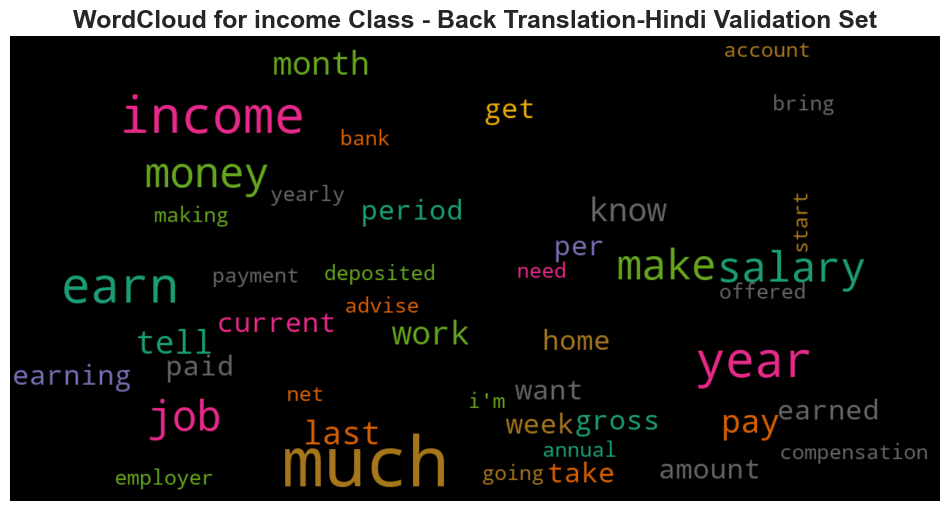 WordCloud for income Class - Back Translation-Hindi Validation Set
account
month
bring
get
income
bank
money
yearly
start
making
period
know
per
make
salary
earn
payment
deposited
need
offered
advise
current
work
tell
home
year
paid
earning
want
net
i'm
job
earned
last
week
gross
pay
much
annual
compensation
employer
going
take
amount